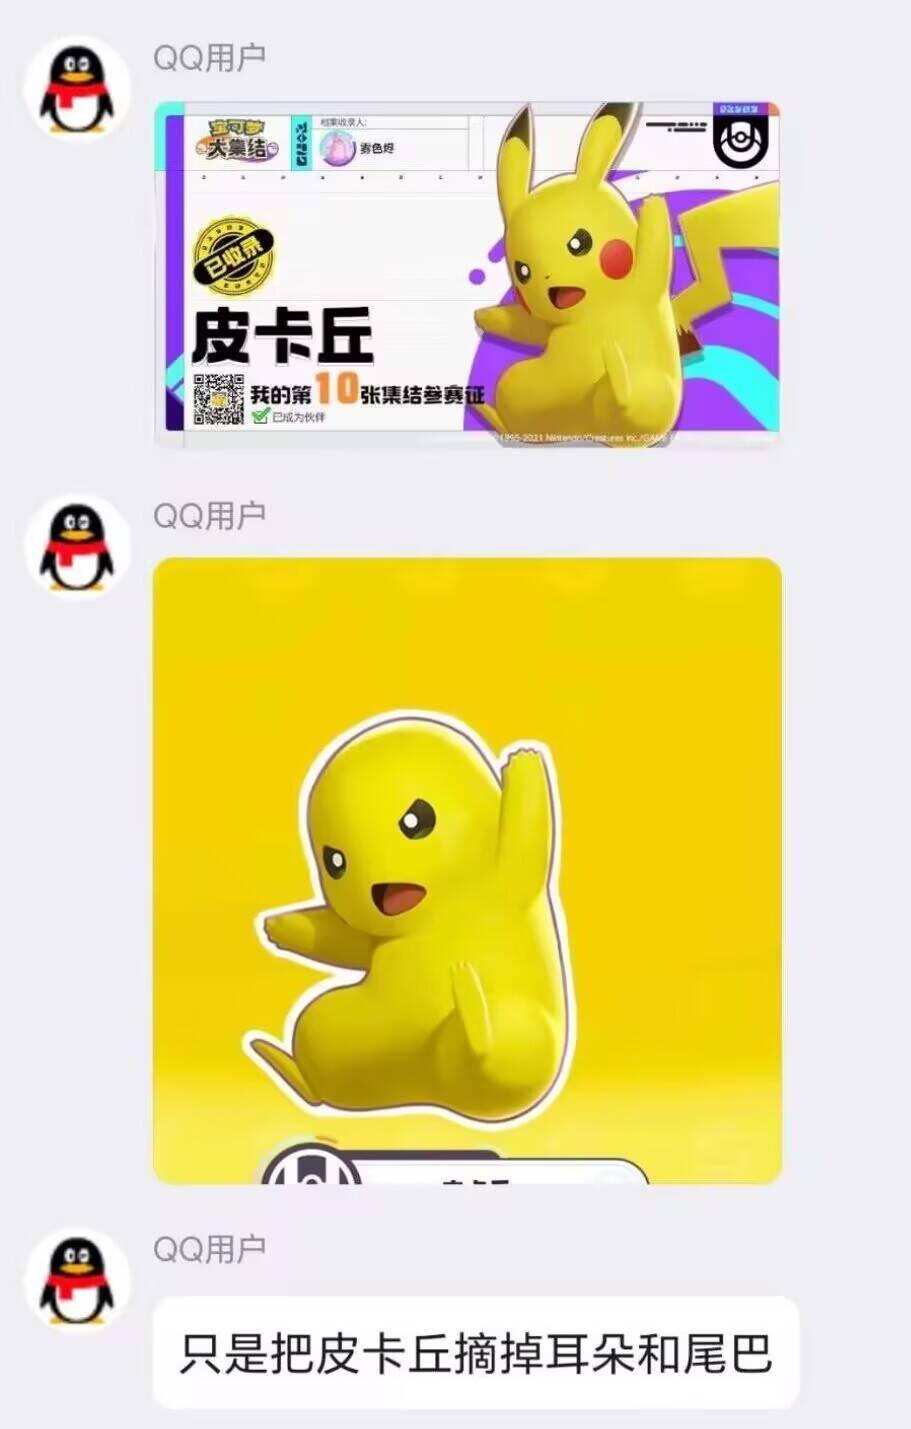 QQ用户
宝可梦
大集结
档案收录人:
雾色烬
已收录
皮卡丘
我的第10张集结参赛证
已成为伙伴
©1995-2021 Nintendo/Creatures Inc./GAME
QQ用户
QQ用户
只是把皮卡丘摘掉耳朵和尾巴